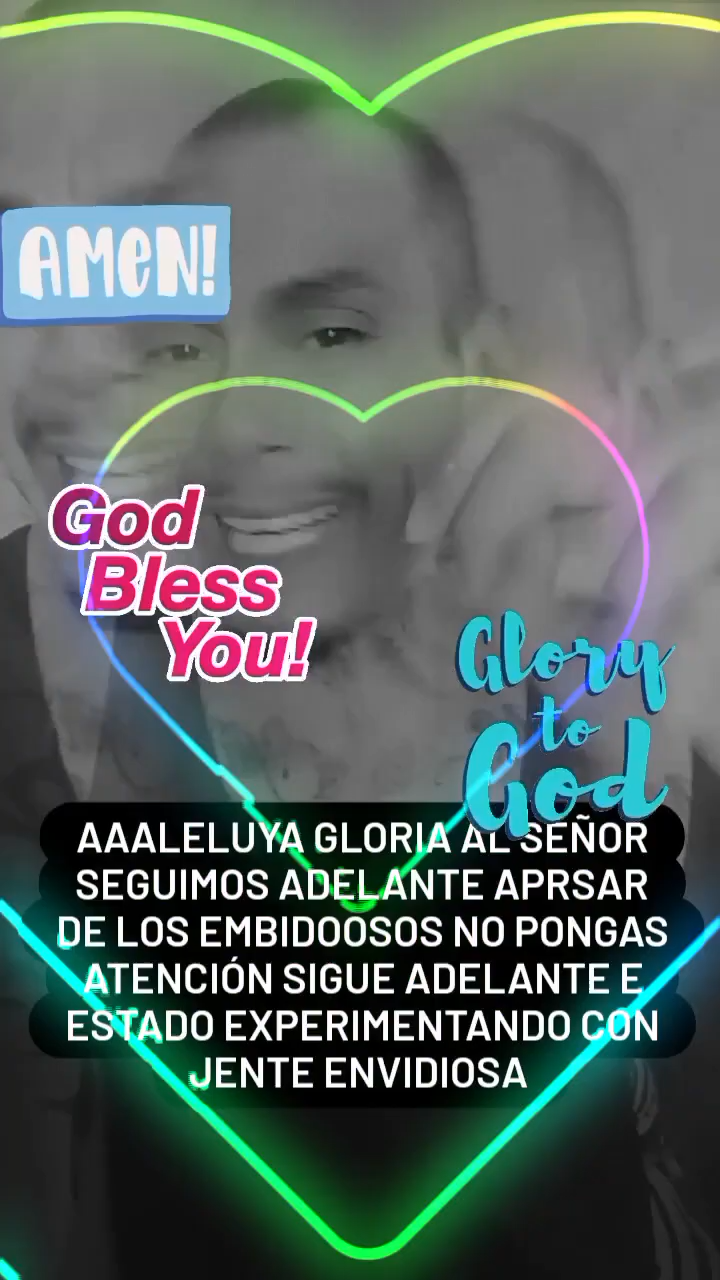 AMEN!
God
Bless
You!
Glory
to
God
AAALELUYA GLORIA AL SEÑOR
SEGUIMOS ADELANTE APRSAR
DE LOS EMBIDOOSOS NO PONGAS
ATENCIÓN SIGUE ADELANTE E
ESTADO EXPERIMENTANDO CON
JENTE ENVIDIOSA